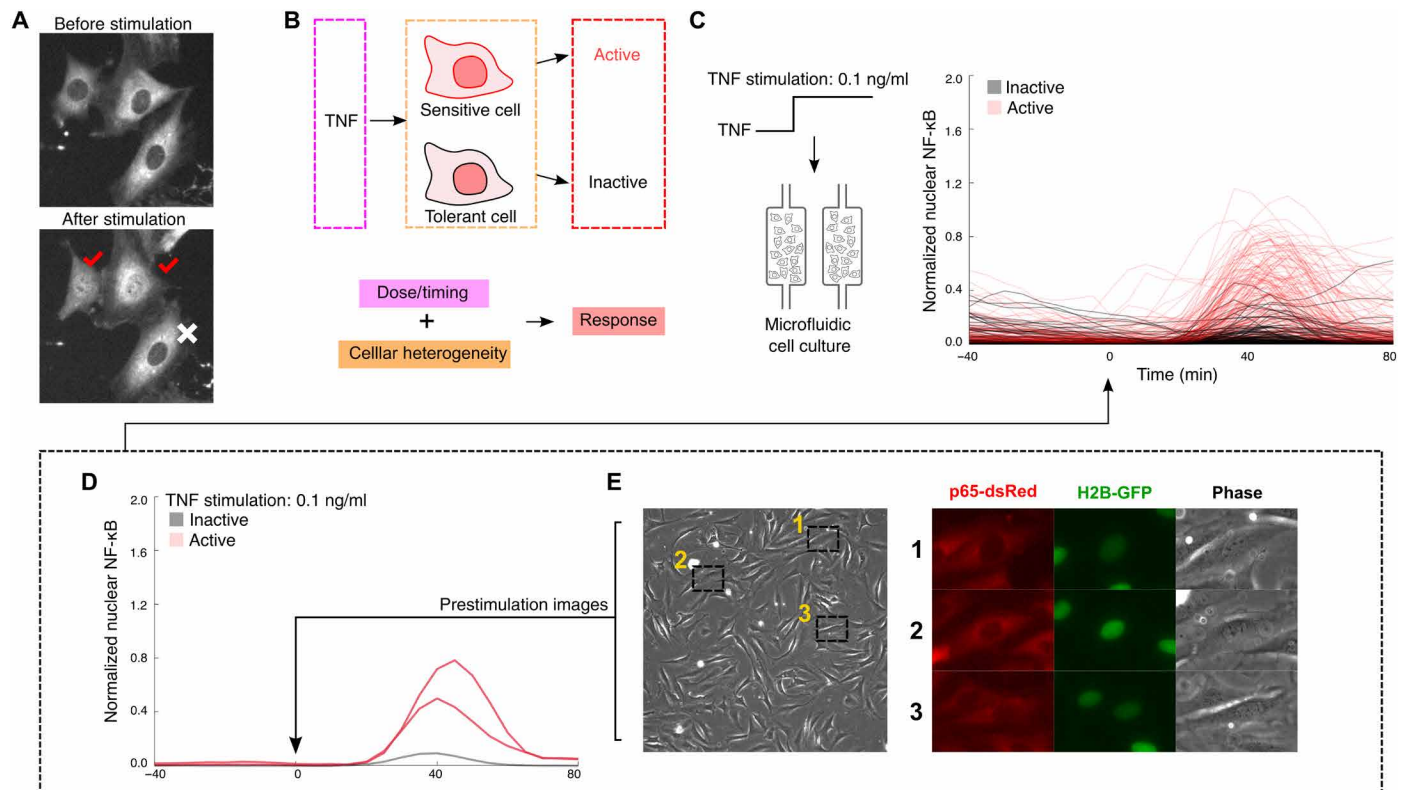 A
Before stimulation
After stimulation
B
TNF
Sensitive cell
Tolerant cell
Active
Inactive
Dose/timing
+
Celllar heterogeneity
Response
C
TNF stimulation: 0.1 ng/ml
TNF
Microfluidic
cell culture
Normalized nuclear NF-κB
2.0
1.6
1.2
0.8
0.4
0.0
Inactive
Active
−40
0
40
80
Time (min)
D
TNF stimulation: 0.1 ng/ml
Inactive
Active
Normalized nuclear NF-κB
2.0
1.6
1.2
0.8
0.4
0.0
−40
0
40
80
Prestimulation images
E
1
2
3
p65-dsRed
H2B-GFP
Phase
1
2
3